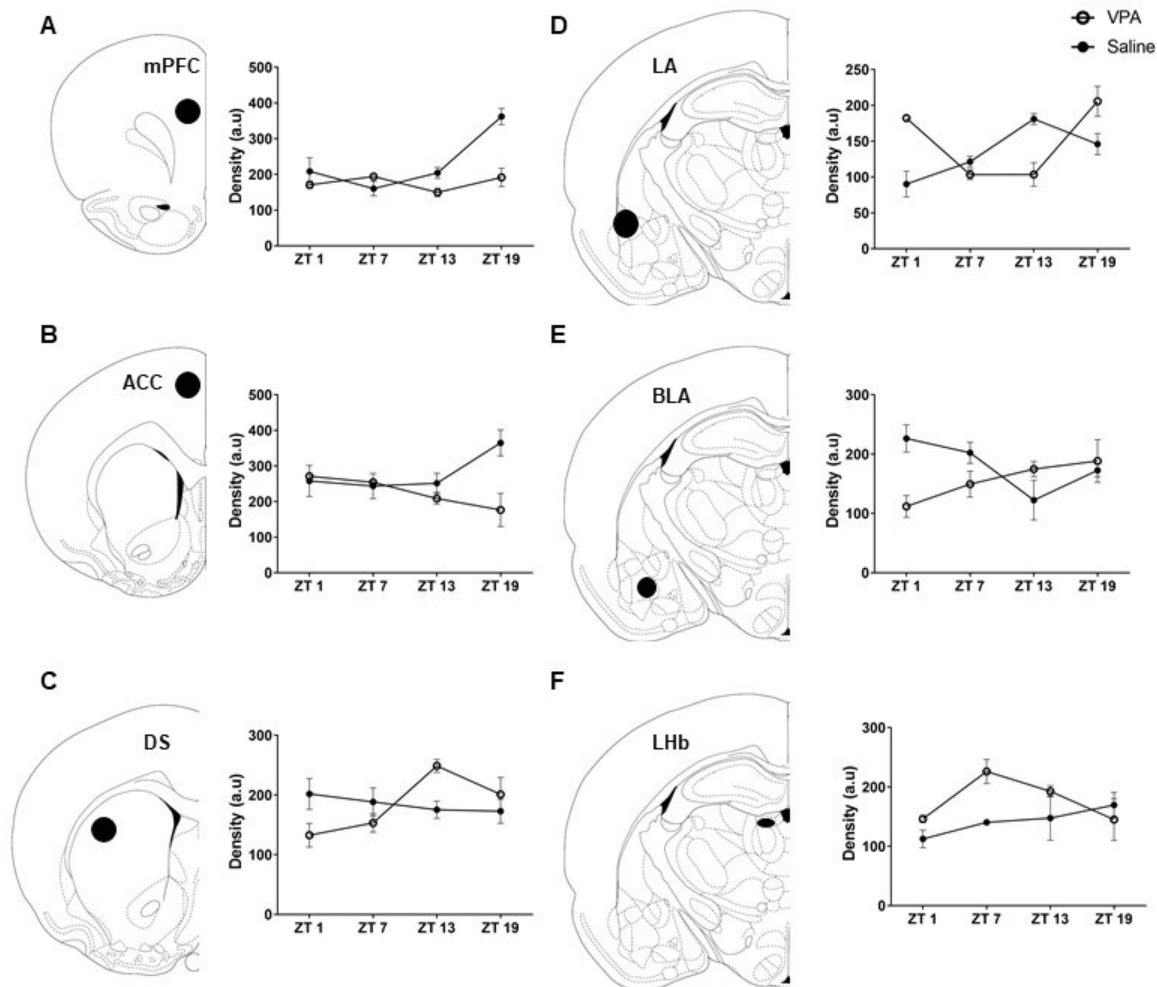 A
mPFC
Density (a.u)
500
400
300
200
100
0
ZT 1 ZT 7 ZT 13 ZT 19
D
LA
VPA
Saline
Density (a.u)
250
200
150
100
50
0
ZT 1 ZT 7 ZT 13 ZT 19
B
ACC
Density (a.u)
500
400
300
200
100
0
ZT 1 ZT 7 ZT 13 ZT 19
E
BLA
Density (a.u)
300
200
100
0
ZT 1 ZT 7 ZT 13 ZT 19
C
DS
Density (a.u)
300
200
100
0
ZT 1 ZT 7 ZT 13 ZT 19
F
LHb
Density (a.u)
300
200
100
0
ZT 1 ZT 7 ZT 13 ZT 19